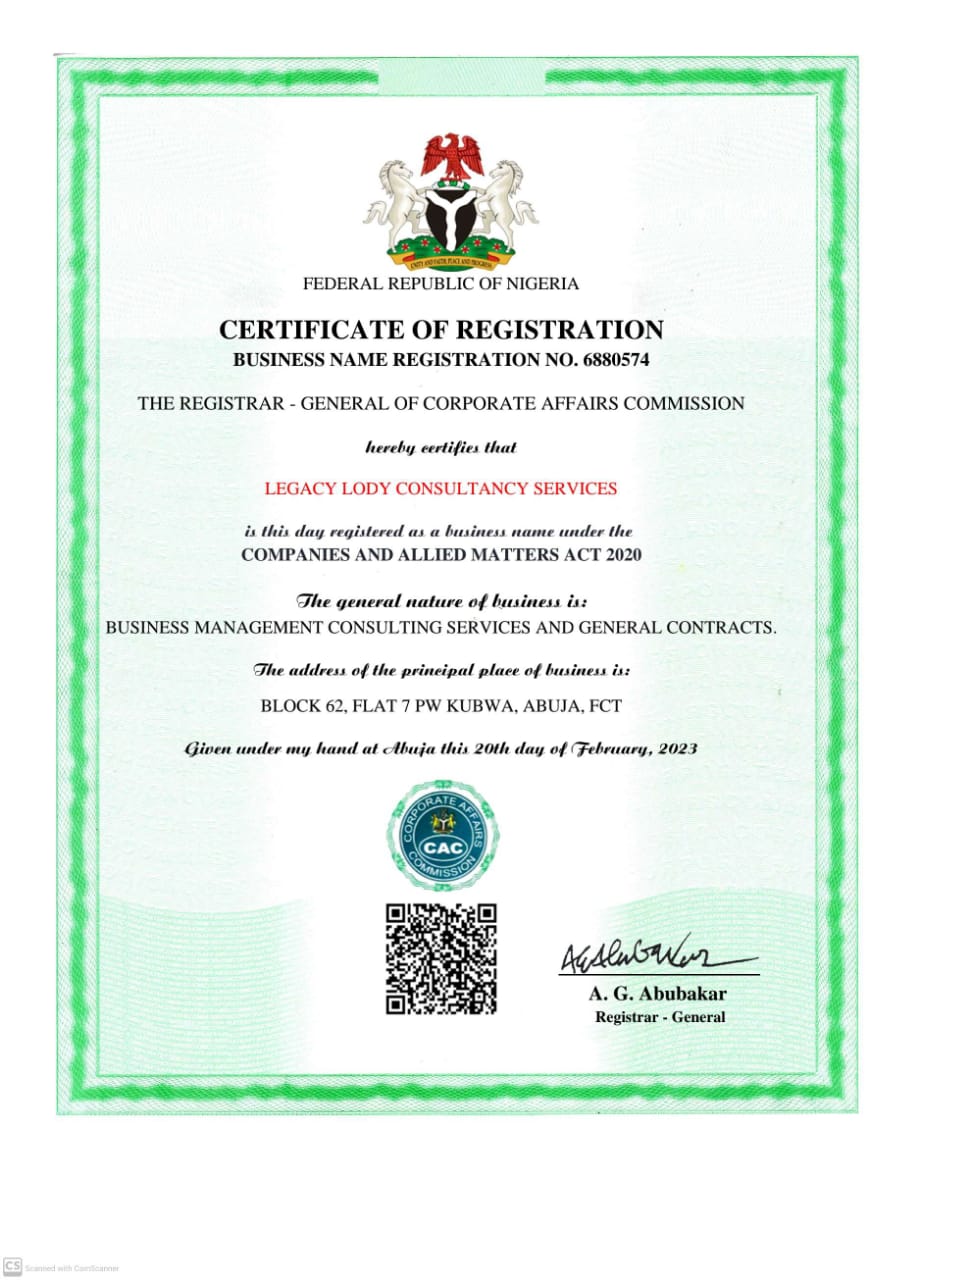 UNITY AND FAITH, PEACE AND PROGRESS
FEDERAL REPUBLIC OF NIGERIA
CERTIFICATE OF REGISTRATION
BUSINESS NAME REGISTRATION NO. 6880574
THE REGISTRAR - GENERAL OF CORPORATE AFFAIRS COMMISSION
hereby certifies that
LEGACY LODY CONSULTANCY SERVICES
is this day registered as a business name under the
COMPANIES AND ALLIED MATTERS ACT 2020
The general nature of business is:
BUSINESS MANAGEMENT CONSULTING SERVICES AND GENERAL CONTRACTS.
The address of the principal place of business is:
BLOCK 62, FLAT 7 PW KUBWA, ABUJA, FCT
Given under my hand at Abuja this 20th day of February, 2023
CORPORATE AFFAIRS
CAC
COMMISSION
A. G. Abubakar
Registrar - General
CS Scanned with CamScanner